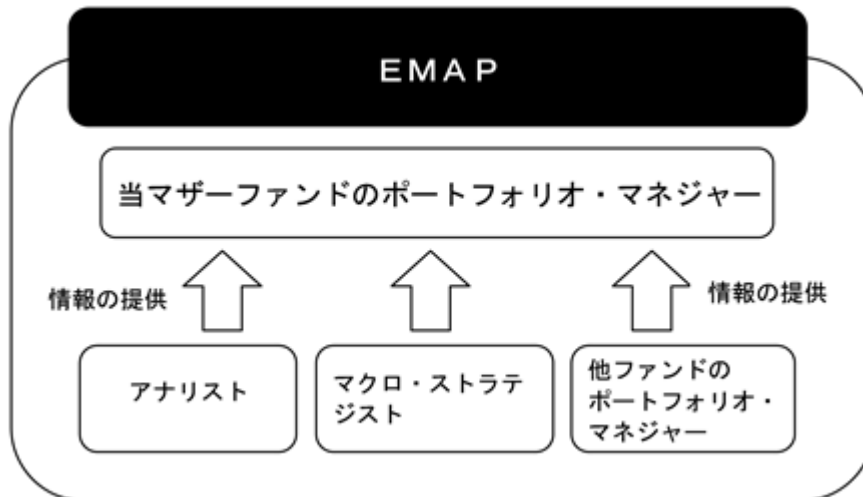 ＥＭＡＰ
当マザーファンドのポートフォリオ・マネジャー
情報の提供
情報の提供
アナリスト
マクロ・ストラテ
ジスト
他ファンドの
ポートフォリオ・
マネジャー